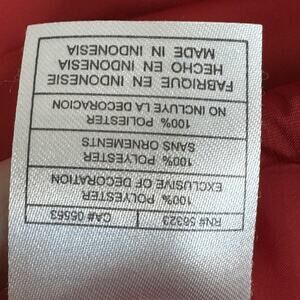 RN# 56323 CA# 05553
100% POLYESTER
EXCLUSIVE OF DECORATION
100% POLYESTER
SANS ORNEMENTS
100% POLIESTER
NO INCLUYE LA DECORACION
MADE IN INDONESIA
HECHO EN INDONESIA
FABRIQUE EN INDONESIE